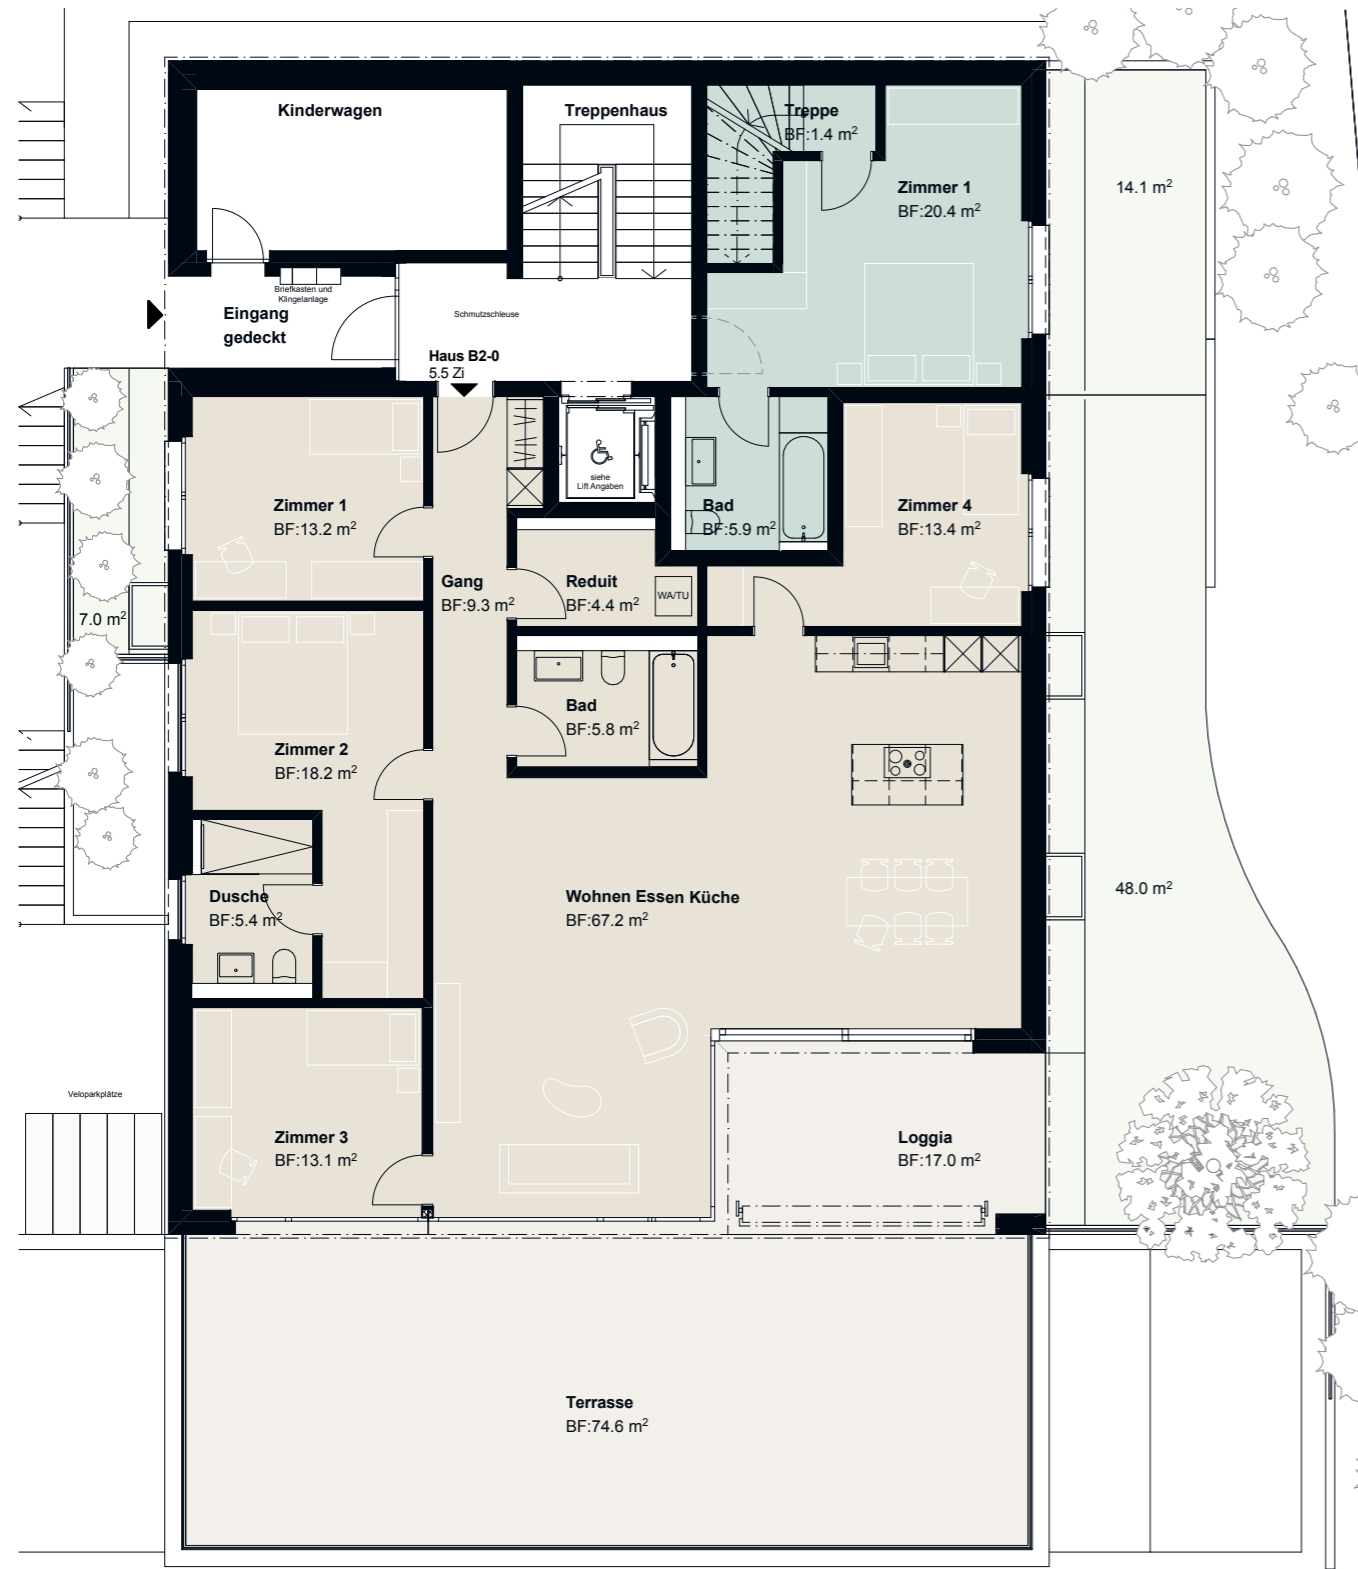 Kinderwagen
Treppenhaus
Treppe
BF:1.4 m²
Zimmer 1
BF:20.4 m²
14.1 m²
Briefkasten und
Klingelanlage
Eingang
gedeckt
Schmutzschleuse
Haus B2-0
5.5 Zi
siehe
Lift Angaben
Zimmer 1
BF:13.2 m²
Bad
BF:5.9 m²
Zimmer 4
BF:13.4 m²
Gang
BF:9.3 m²
Reduit
BF:4.4 m²
WA/TU
7.0 m²
Bad
BF:5.8 m²
Zimmer 2
BF:18.2 m²
Dusche
BF:5.4 m²
Wohnen Essen Küche
BF:67.2 m²
48.0 m²
Veloparkplätze
Zimmer 3
BF:13.1 m²
Loggia
BF:17.0 m²
Terrasse
BF:74.6 m²